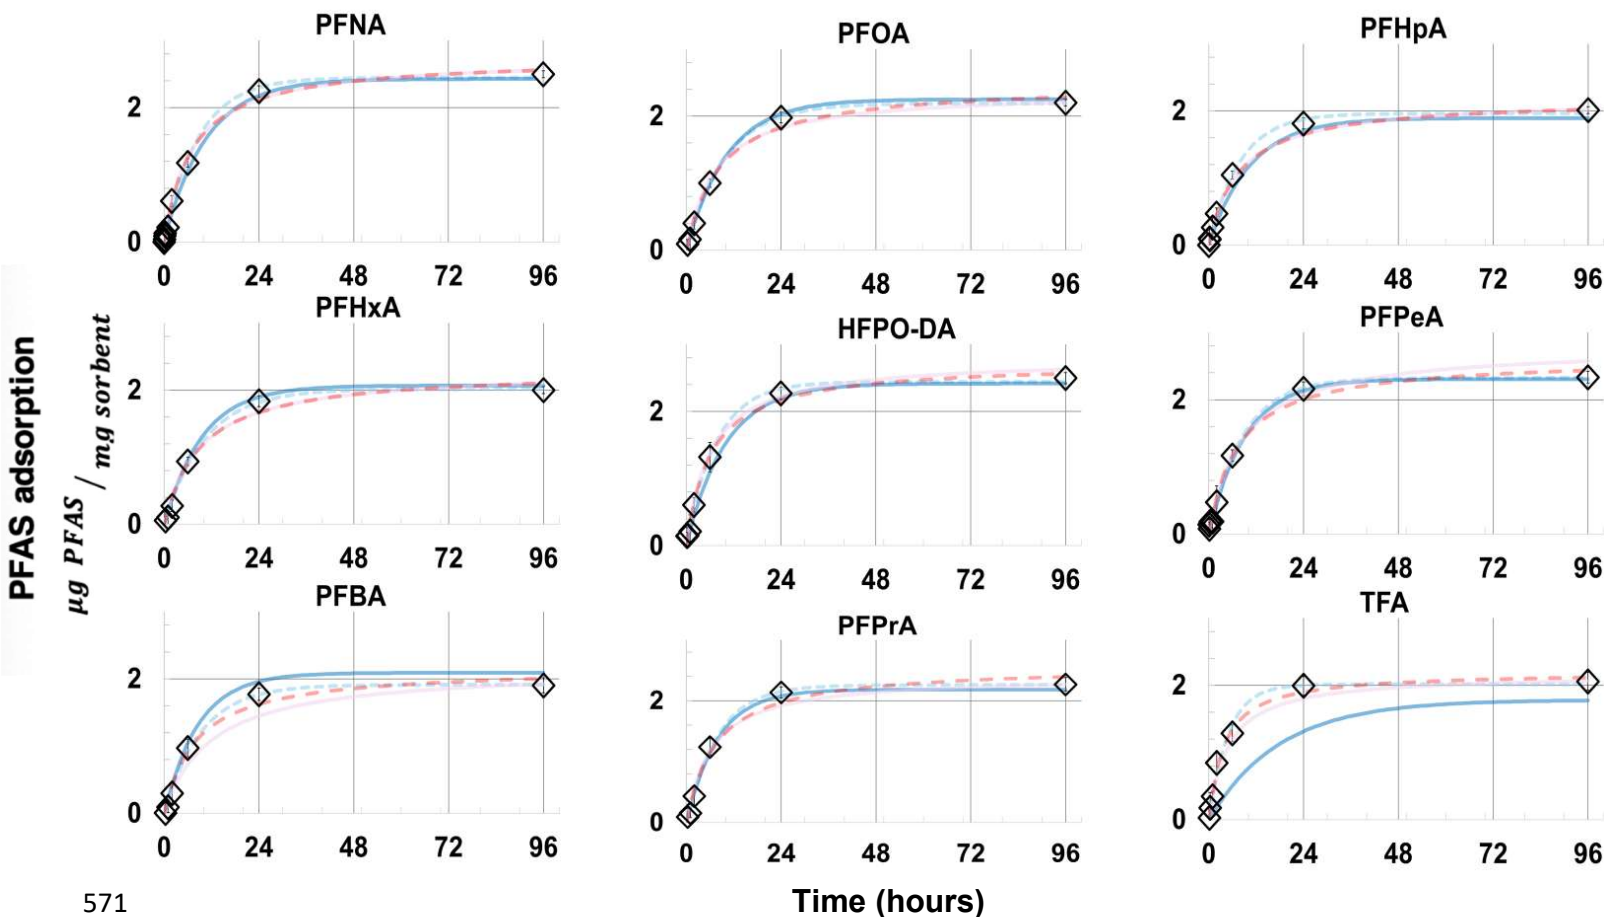 PFNA
PFOA
PFHpA
2
0
0 24 48 72 96
2
0
0 24 48 72 96
2
0
0 24 48 72 96
PFHxA
HFPO-DA
PFPeA
2
0
0 24 48 72 96
2
0
0 24 48 72 96
2
0
0 24 48 72 96
PFAS adsorption
µg PFAS / mg sorbent
PFBA
PFPrA
TFA
2
0
0 24 48 72 96
2
0
0 24 48 72 96
2
0
0 24 48 72 96
571
Time (hours)